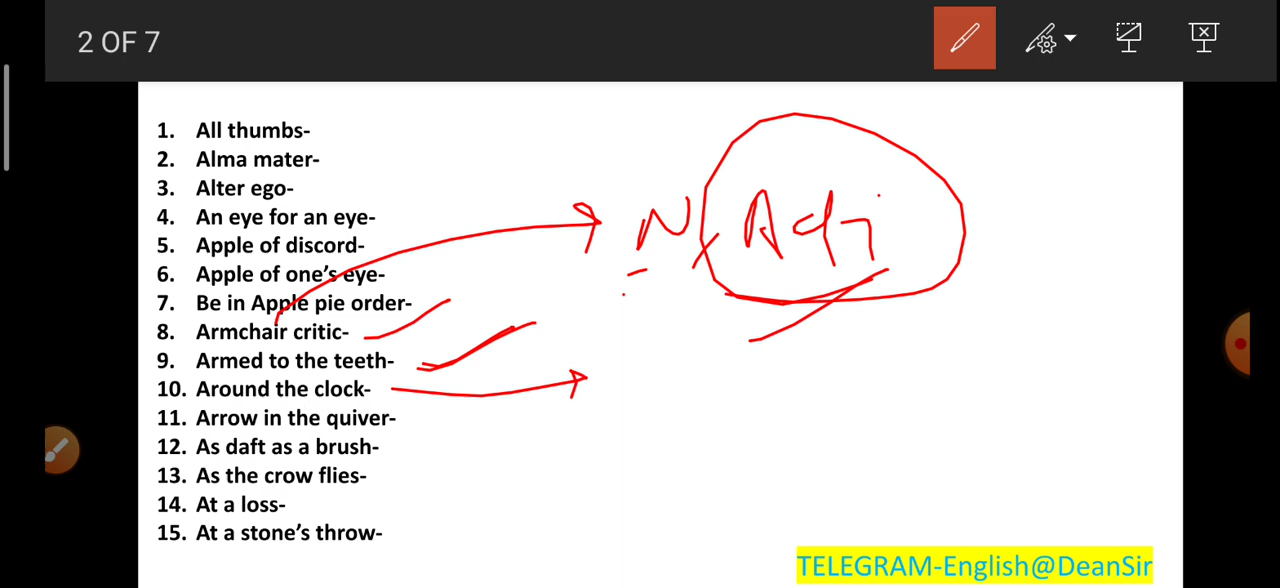 2 OF 7
1. All thumbs-
2. Alma mater-
3. Alter ego-
4. An eye for an eye-
5. Apple of discord-
6. Apple of one's eye-
7. Be in Apple pie order-
8. Armchair critic-
9. Armed to the teeth-
10. Around the clock-
11. Arrow in the quiver-
12. As daft as a brush-
13. As the crow flies-
14. At a loss-
15. At a stone's throw-
N, Adj
TELEGRAM-English@DeanSir